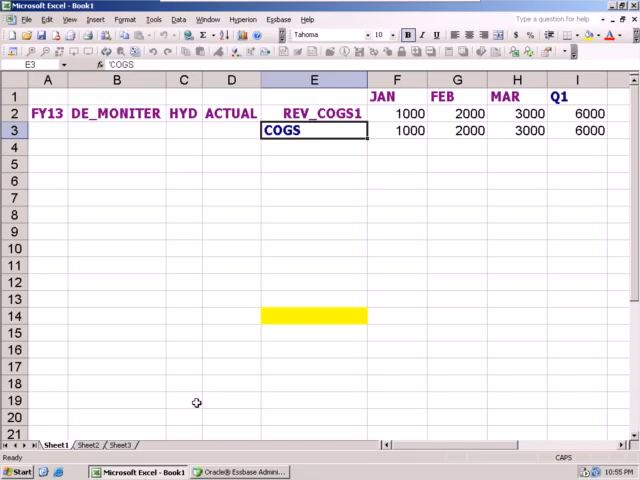 Microsoft Excel - Book1
File Edit View Insert Format Tools Data Window Hyperion Essbase Help
Type a question for help
Tahoma 10 B I U
E3 fx 'COGS
A B C D E F G H I
1 JAN FEB MAR Q1
2 FY13 DE_MONITER HYD ACTUAL REV_COGS1 1000 2000 3000 6000
3 COGS 1000 2000 3000 6000
4
5
6
7
8
9
10
11
12
13
14
15
16
17
18
19
20
21
Sheet1 Sheet2 Sheet3
Ready CAPS
Start Microsoft Excel - Book1 Oracle® Essbase Admini... 10:55 PM